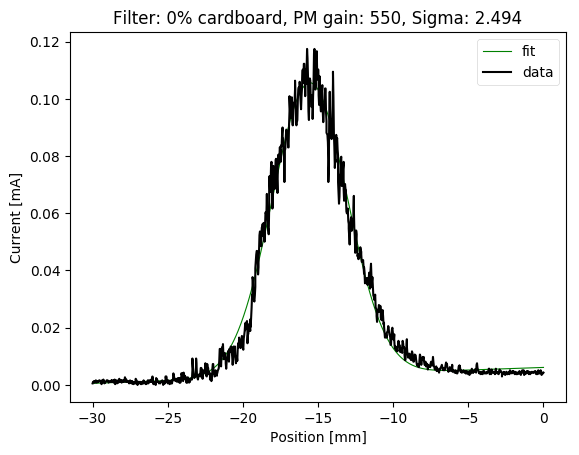 Filter: 0% cardboard, PM gain: 550, Sigma: 2.494
fit
data
0.12
0.10
0.08
0.06
0.04
0.02
0.00
Current [mA]
−30 −25 −20 −15 −10 −5 0
Position [mm]